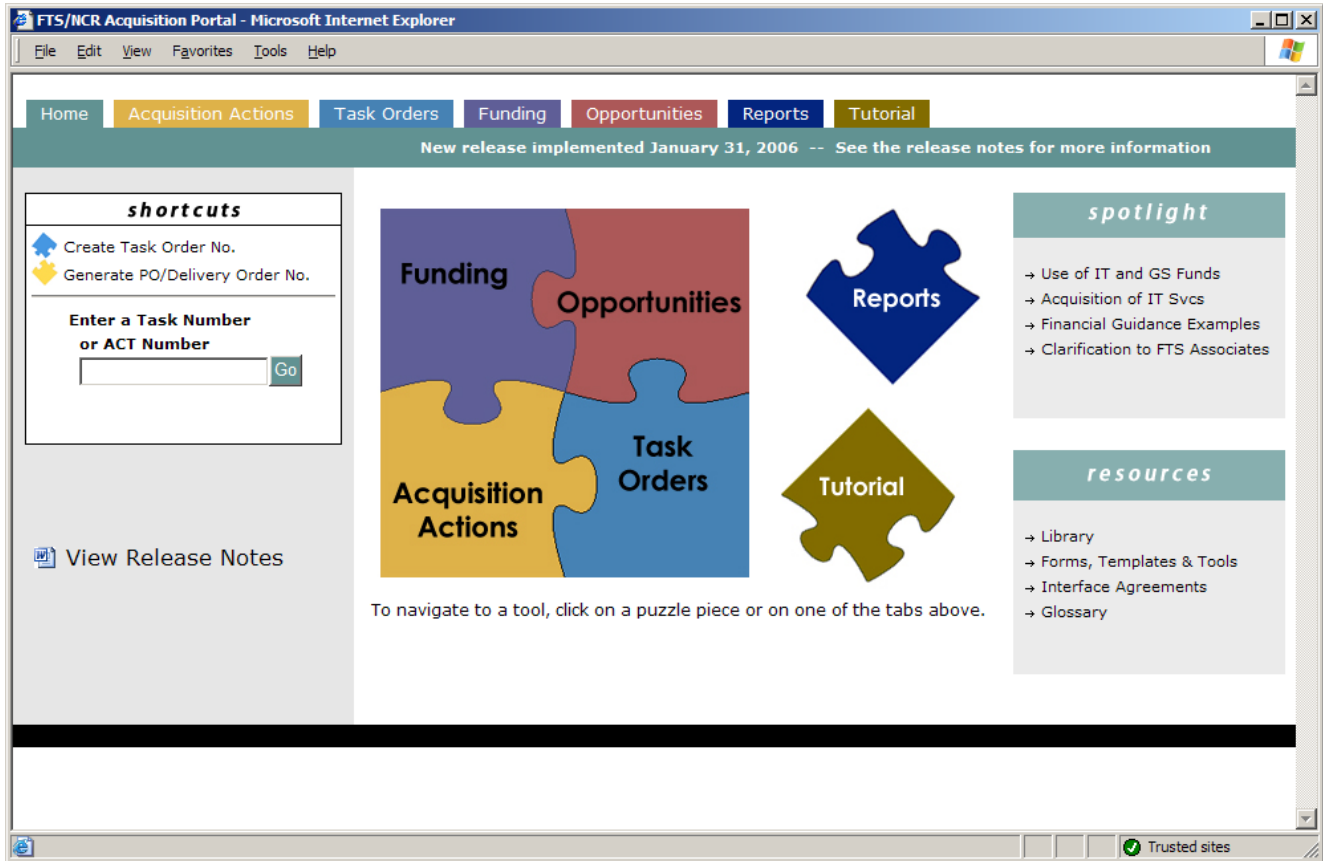 FTS/NCR Acquisition Portal - Microsoft Internet Explorer
File Edit View Favorites Tools Help
Home Acquisition Actions Task Orders Funding Opportunities Reports Tutorial
New release implemented January 31, 2006 -- See the release notes for more information
shortcuts
Create Task Order No.
Generate PO/Delivery Order No.
Enter a Task Number
or ACT Number
Go
View Release Notes
Funding
Opportunities
Acquisition
Actions
Task
Orders
Reports
Tutorial
To navigate to a tool, click on a puzzle piece or on one of the tabs above.
spotlight
→ Use of IT and GS Funds
→ Acquisition of IT Svcs
→ Financial Guidance Examples
→ Clarification to FTS Associates
resources
→ Library
→ Forms, Templates & Tools
→ Interface Agreements
→ Glossary
Trusted sites